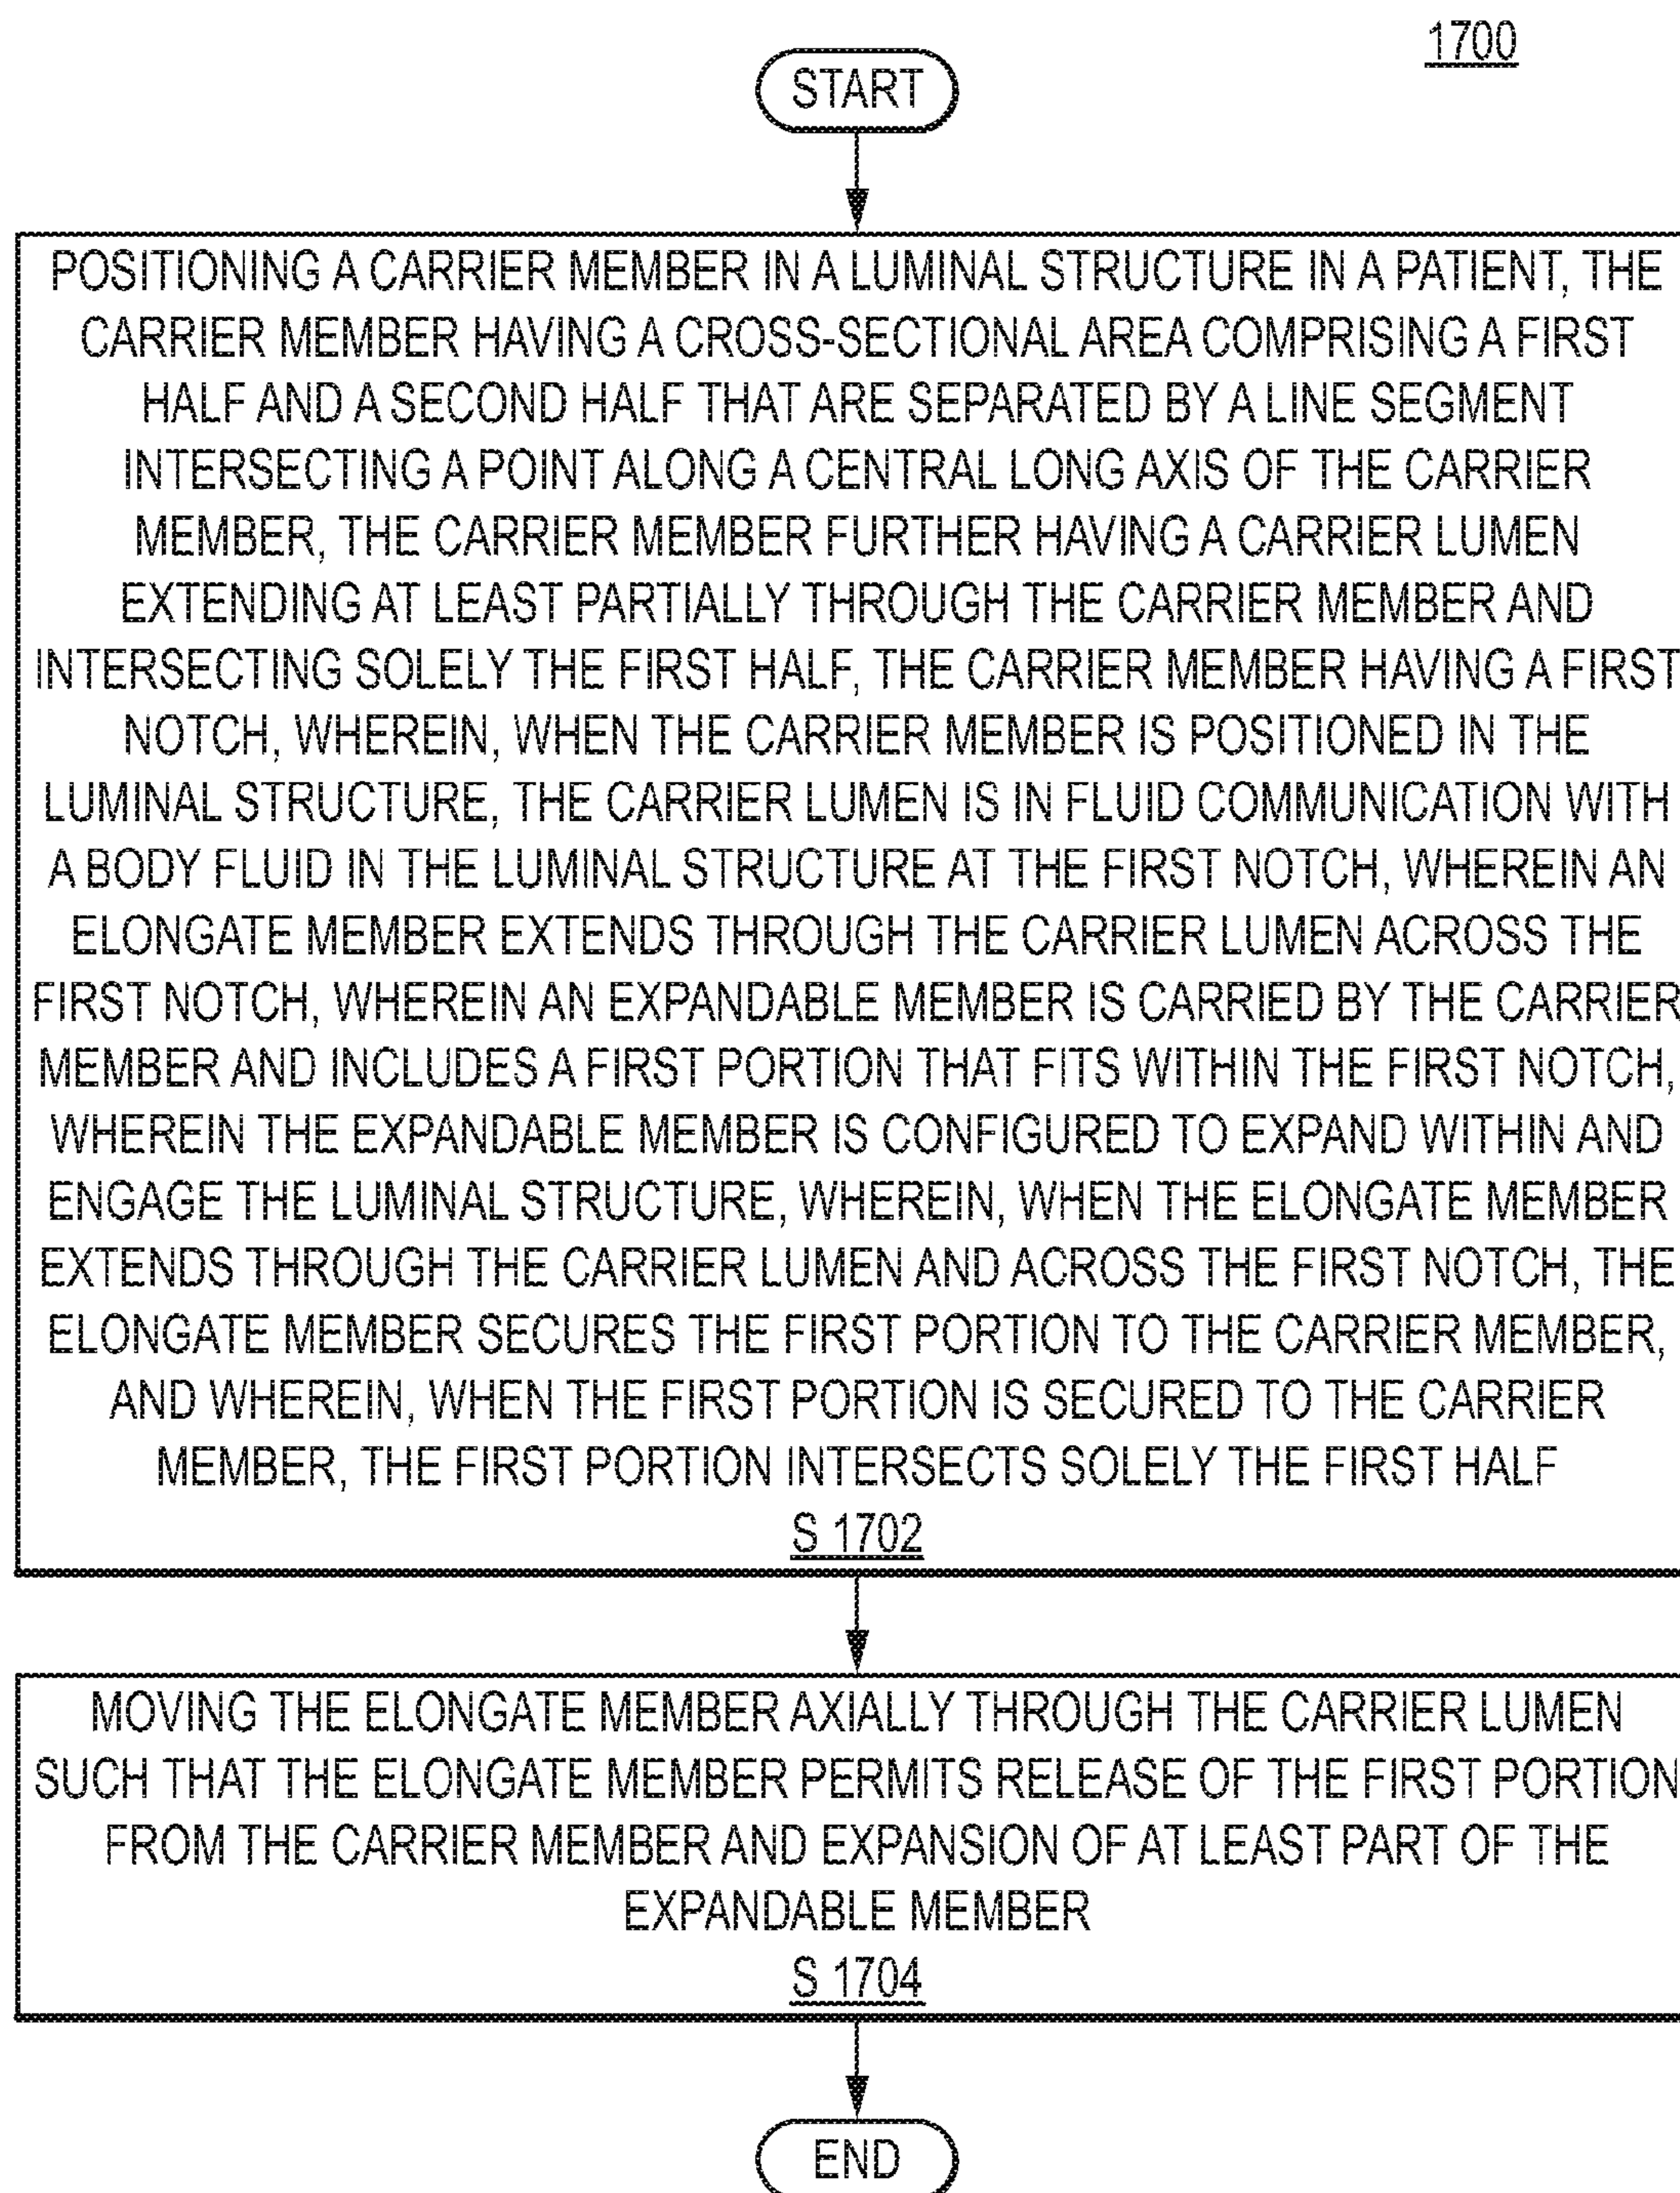 1700
START
POSITIONING A CARRIER MEMBER IN A LUMINAL STRUCTURE IN A PATIENT, THE
CARRIER MEMBER HAVING A CROSS-SECTIONAL AREA COMPRISING A FIRST
HALF AND A SECOND HALF THAT ARE SEPARATED BY A LINE SEGMENT
INTERSECTING A POINT ALONG A CENTRAL LONG AXIS OF THE CARRIER
MEMBER, THE CARRIER MEMBER FURTHER HAVING A CARRIER LUMEN
EXTENDING AT LEAST PARTIALLY THROUGH THE CARRIER MEMBER AND
INTERSECTING SOLELY THE FIRST HALF, THE CARRIER MEMBER HAVING A FIRST
NOTCH, WHEREIN, WHEN THE CARRIER MEMBER IS POSITIONED IN THE
LUMINAL STRUCTURE, THE CARRIER LUMEN IS IN FLUID COMMUNICATION WITH
A BODY FLUID IN THE LUMINAL STRUCTURE AT THE FIRST NOTCH, WHEREIN AN
ELONGATE MEMBER EXTENDS THROUGH THE CARRIER LUMEN ACROSS THE
FIRST NOTCH, WHEREIN AN EXPANDABLE MEMBER IS CARRIED BY THE CARRIER
MEMBER AND INCLUDES A FIRST PORTION THAT FITS WITHIN THE FIRST NOTCH,
WHEREIN THE EXPANDABLE MEMBER IS CONFIGURED TO EXPAND WITHIN AND
ENGAGE THE LUMINAL STRUCTURE, WHEREIN, WHEN THE ELONGATE MEMBER
EXTENDS THROUGH THE CARRIER LUMEN AND ACROSS THE FIRST NOTCH, THE
ELONGATE MEMBER SECURES THE FIRST PORTION TO THE CARRIER MEMBER,
AND WHEREIN, WHEN THE FIRST PORTION IS SECURED TO THE CARRIER
MEMBER, THE FIRST PORTION INTERSECTS SOLELY THE FIRST HALF
S 1702
MOVING THE ELONGATE MEMBER AXIALLY THROUGH THE CARRIER LUMEN
SUCH THAT THE ELONGATE MEMBER PERMITS RELEASE OF THE FIRST PORTION
FROM THE CARRIER MEMBER AND EXPANSION OF AT LEAST PART OF THE
EXPANDABLE MEMBER
S 1704
END